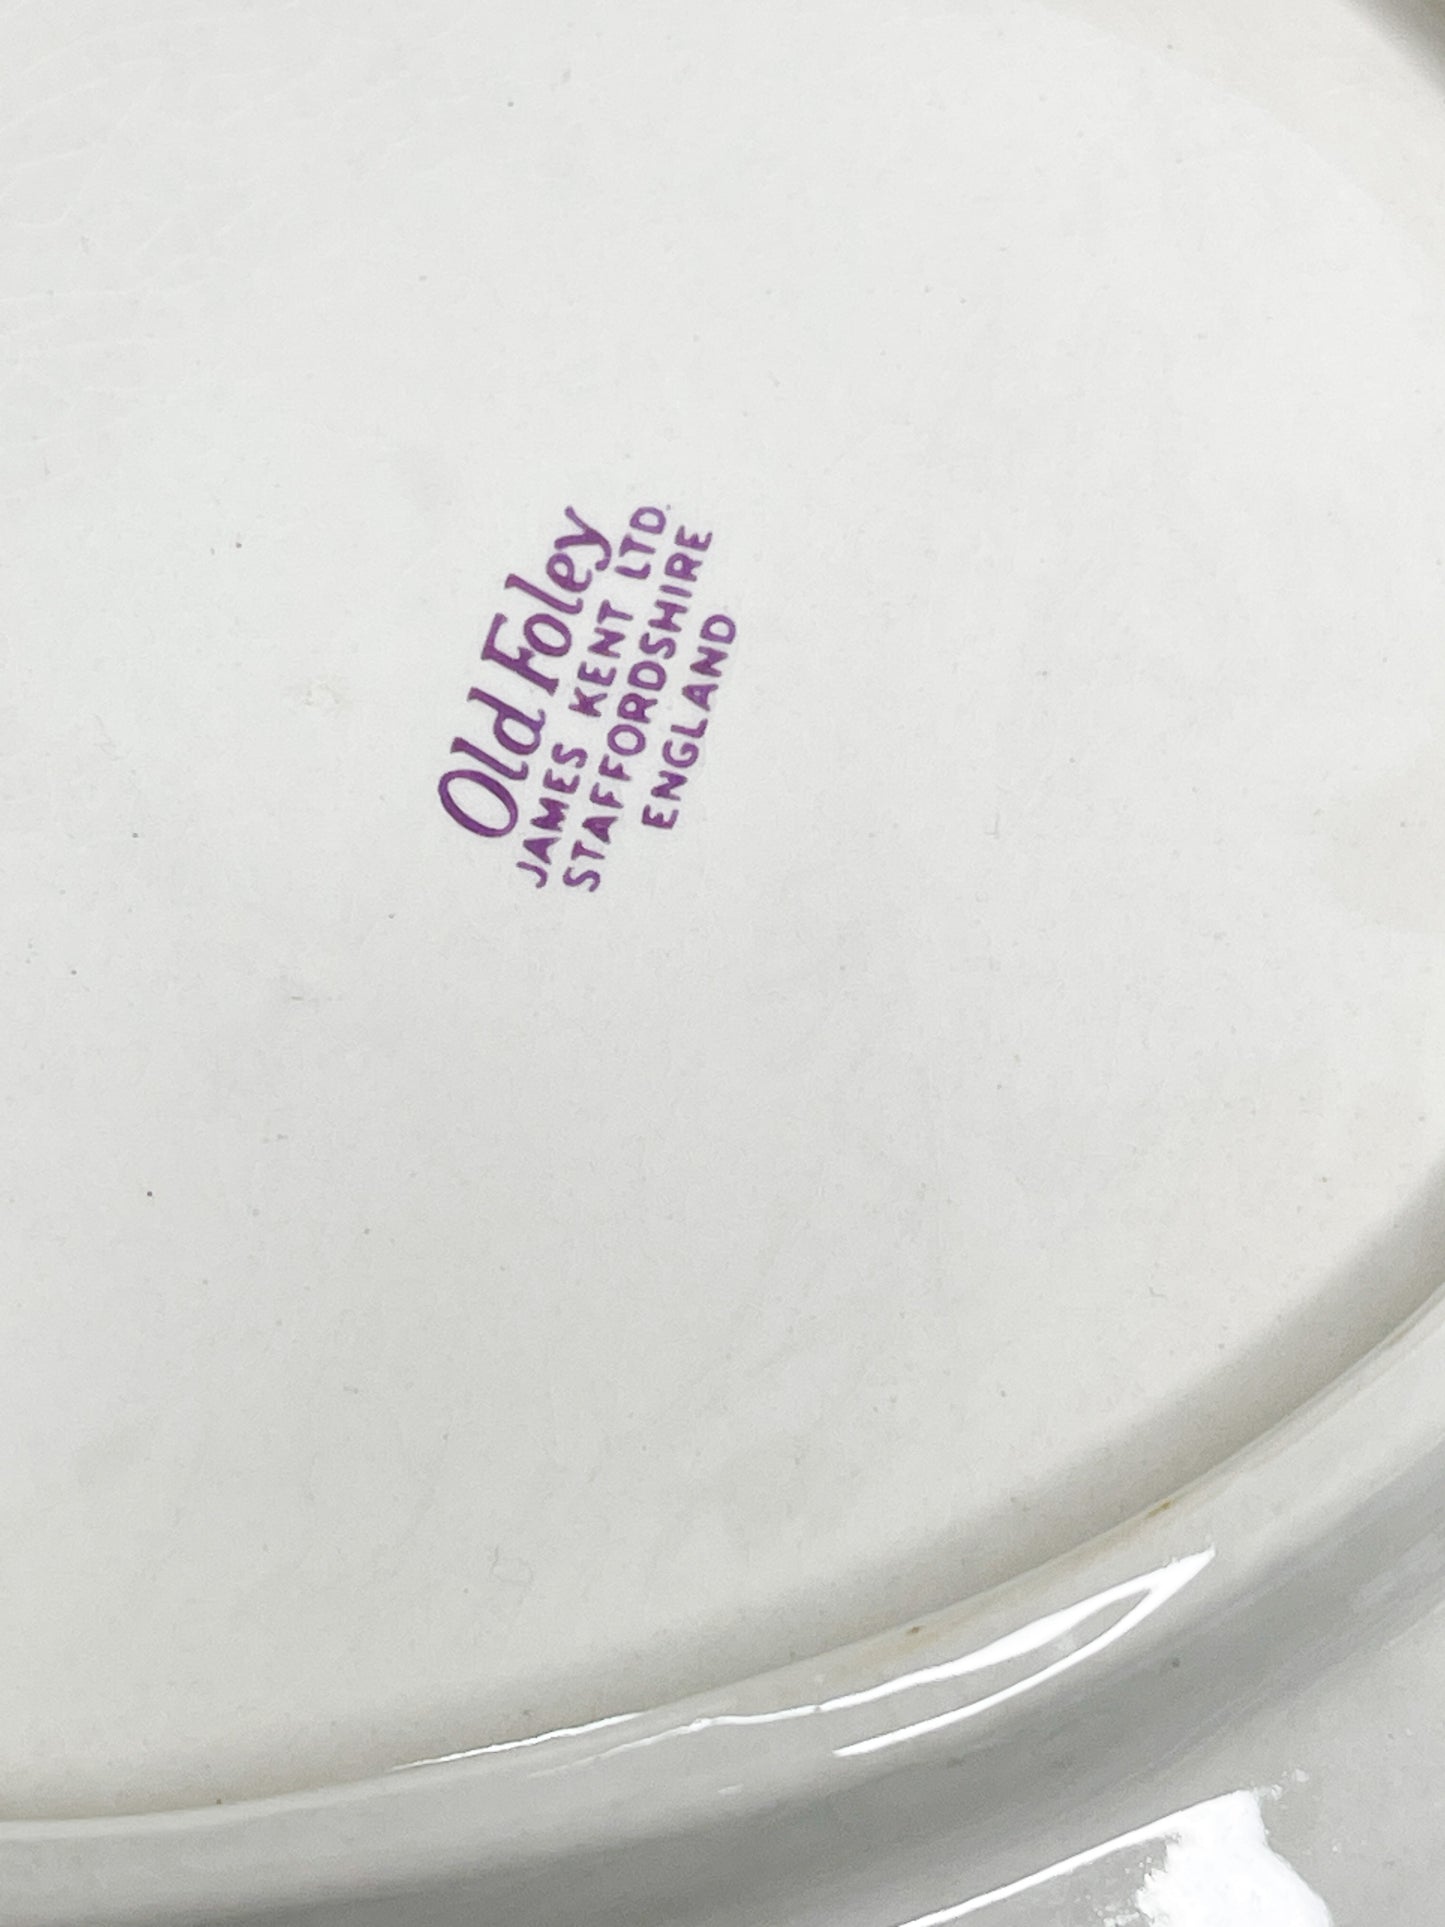 Old Foley
JAMES KENT LTD.
STAFFORDSHIRE
ENGLAND